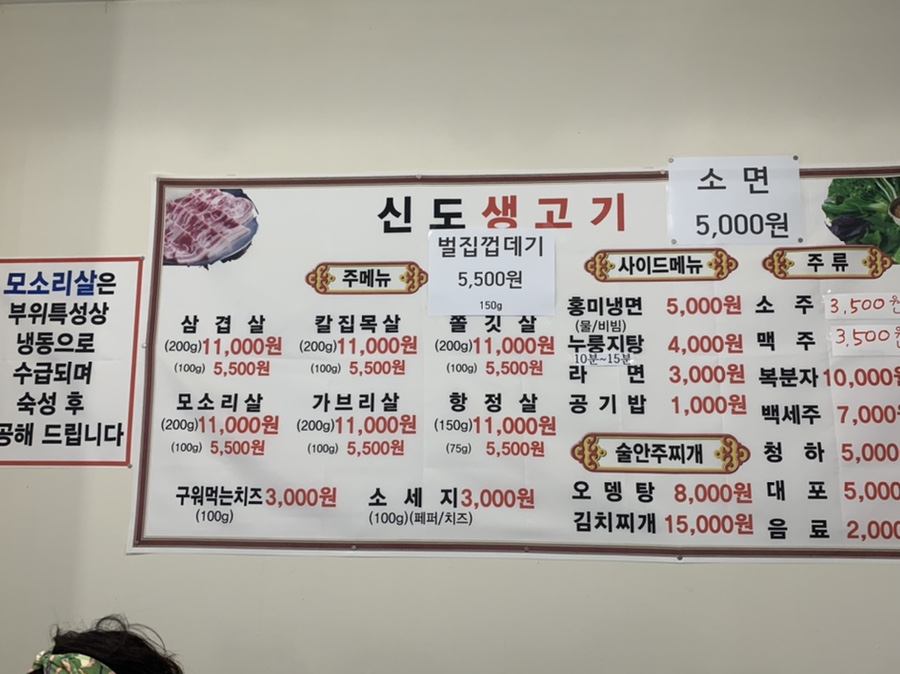 신도생고기
소 면
5,000원
벌집껍데기
5,500원
150g
모소리살은
부위특성상
냉동으로
수급되며
숙성 후
공해 드립니다
주메뉴
삼 겹 살
(200g)11,000원
(100g) 5,500원
칼집목살
(200g)11,000원
(100g) 5,500원
쫄 깃 살
(200g)11,000원
(100g) 5,500원
모소리살
(200g)11,000원
(100g) 5,500원
가브리살
(200g)11,000원
(100g) 5,500원
항 정 살
(150g)11,000원
(75g) 5,500원
구워먹는치즈3,000원
(100g)
소 세 지3,000원
(100g)(페퍼/치즈)
사이드메뉴
홍미냉면 5,000원
(물/비빔)
누룽지탕 4,000원
10분~15분
라 면 3,000원
공기밥 1,000원
술안주찌개
오 뎅 탕 8,000원
김치찌개 15,000원
주 류
소 주 3,500원
맥 주 3,500원
복분자 10,000원
백세주 7,000원
청 하 5,000
대 포 5,000
음 료 2,000